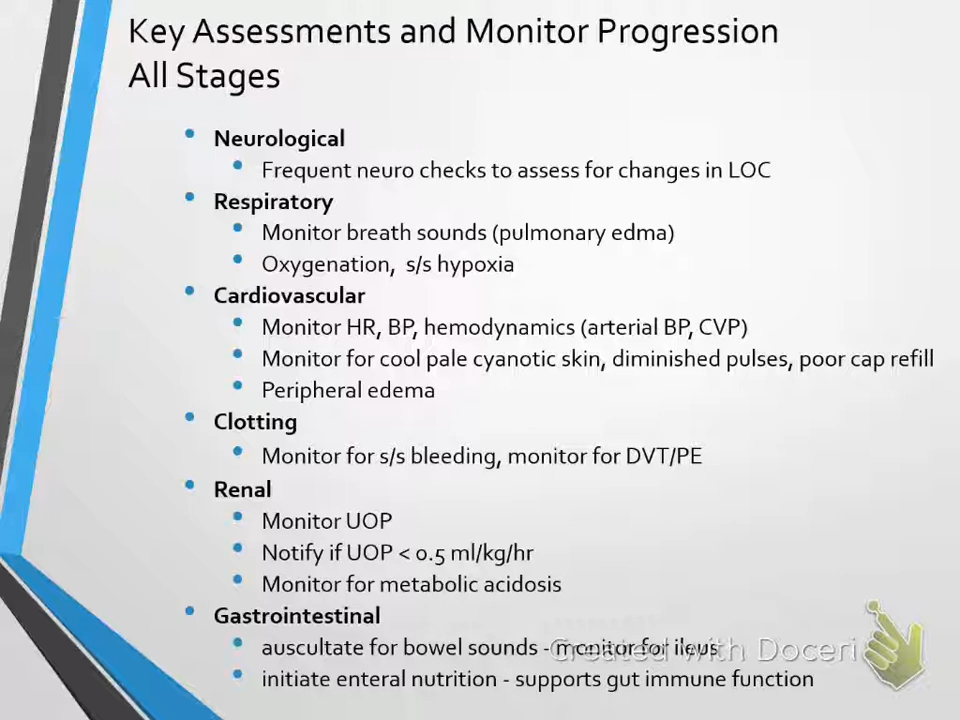 Key Assessments and Monitor Progression
All Stages
• Neurological
• Frequent neuro checks to assess for changes in LOC
• Respiratory
• Monitor breath sounds (pulmonary edma)
• Oxygenation, s/s hypoxia
• Cardiovascular
• Monitor HR, BP, hemodynamics (arterial BP, CVP)
• Monitor for cool pale cyanotic skin, diminished pulses, poor cap refill
• Peripheral edema
• Clotting
• Monitor for s/s bleeding, monitor for DVT/PE
• Renal
• Monitor UOP
• Notify if UOP < 0.5 ml/kg/hr
• Monitor for metabolic acidosis
• Gastrointestinal
• auscultate for bowel sounds - monitor for ileus
Created with Doceri
• initiate enteral nutrition - supports gut immune function